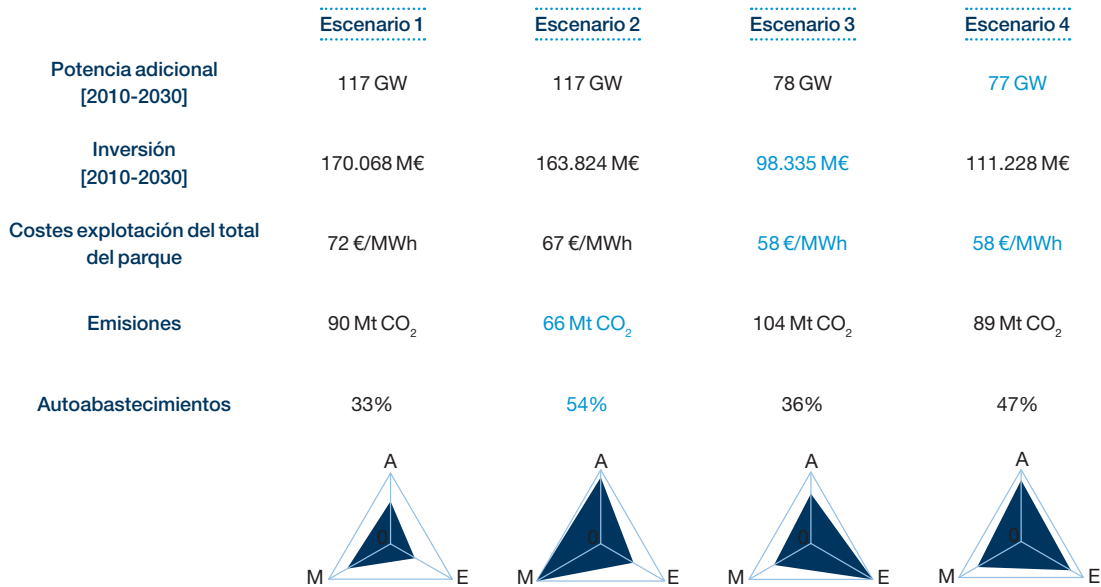 Escenario 1 Escenario 2 Escenario 3 Escenario 4
Potencia adicional
[2010-2030]
117 GW 117 GW 78 GW 77 GW
Inversión
[2010-2030]
170.068 M€ 163.824 M€ 98.335 M€ 111.228 M€
Costes explotación del total
del parque
72 €/MWh 67 €/MWh 58 €/MWh 58 €/MWh
Emisiones 90 Mt CO₂ 66 Mt CO₂ 104 Mt CO₂ 89 Mt CO₂
Autoabastecimientos 33% 54% 36% 47%
A A A A
0 0 0 0
M E M E M E M E